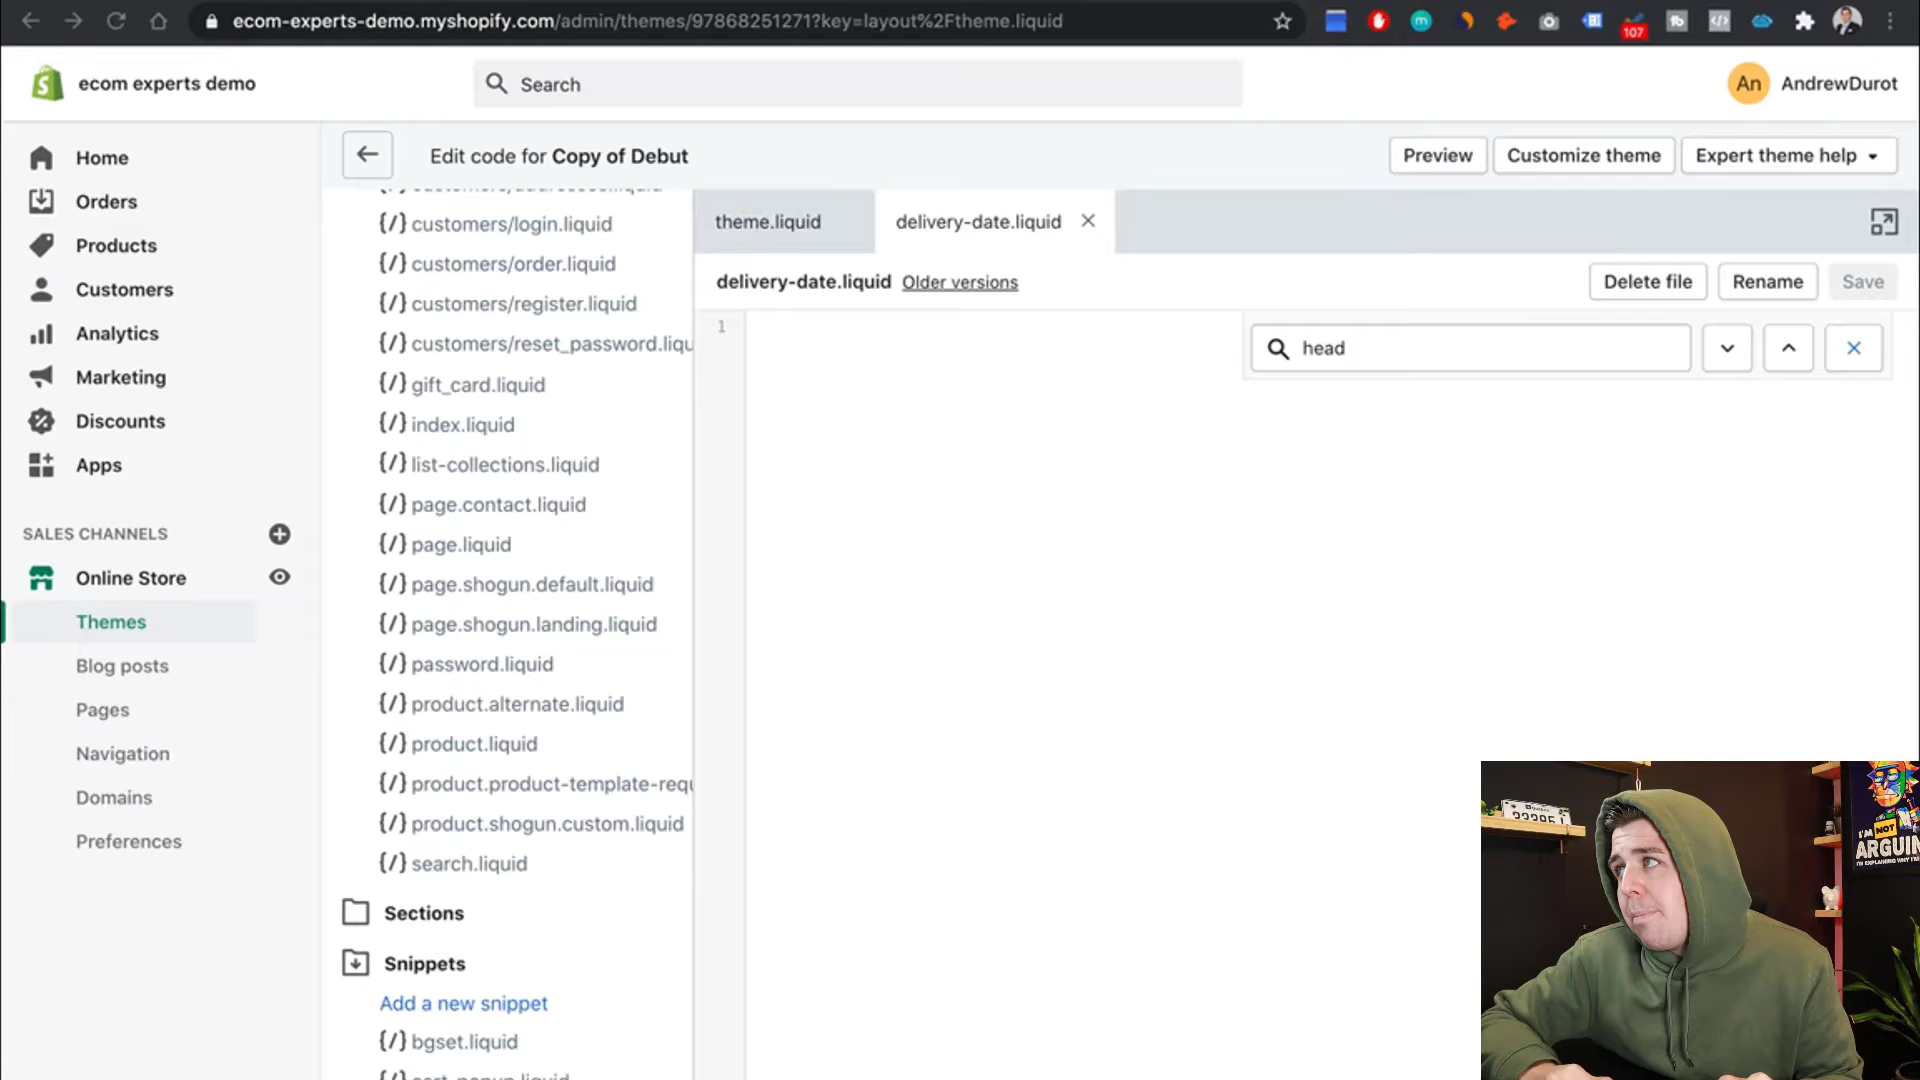 ecom-experts-demo.myshopify.com/admin/themes/97868251271?key=layout%2Ftheme.liquid
107
ecom experts demo
Search
An
AndrewDurot
Home
Orders
Products
Customers
Analytics
Marketing
Discounts
Apps
SALES CHANNELS
Online Store
Themes
Blog posts
Pages
Navigation
Domains
Preferences
Edit code for Copy of Debut
Preview
Customize theme
Expert theme help
{/} customers/login.liquid
{/} customers/order.liquid
{/} customers/register.liquid
{/} customers/reset_password.liqu
{/} gift_card.liquid
{/} index.liquid
{/} list-collections.liquid
{/} page.contact.liquid
{/} page.liquid
{/} page.shogun.default.liquid
{/} page.shogun.landing.liquid
{/} password.liquid
{/} product.alternate.liquid
{/} product.liquid
{/} product.product-template-requ
{/} product.shogun.custom.liquid
{/} search.liquid
Sections
Snippets
Add a new snippet
{/} bgset.liquid
theme.liquid
delivery-date.liquid
delivery-date.liquid Older versions
Delete file
Rename
Save
1
head
I'M NOT
ARGUIN